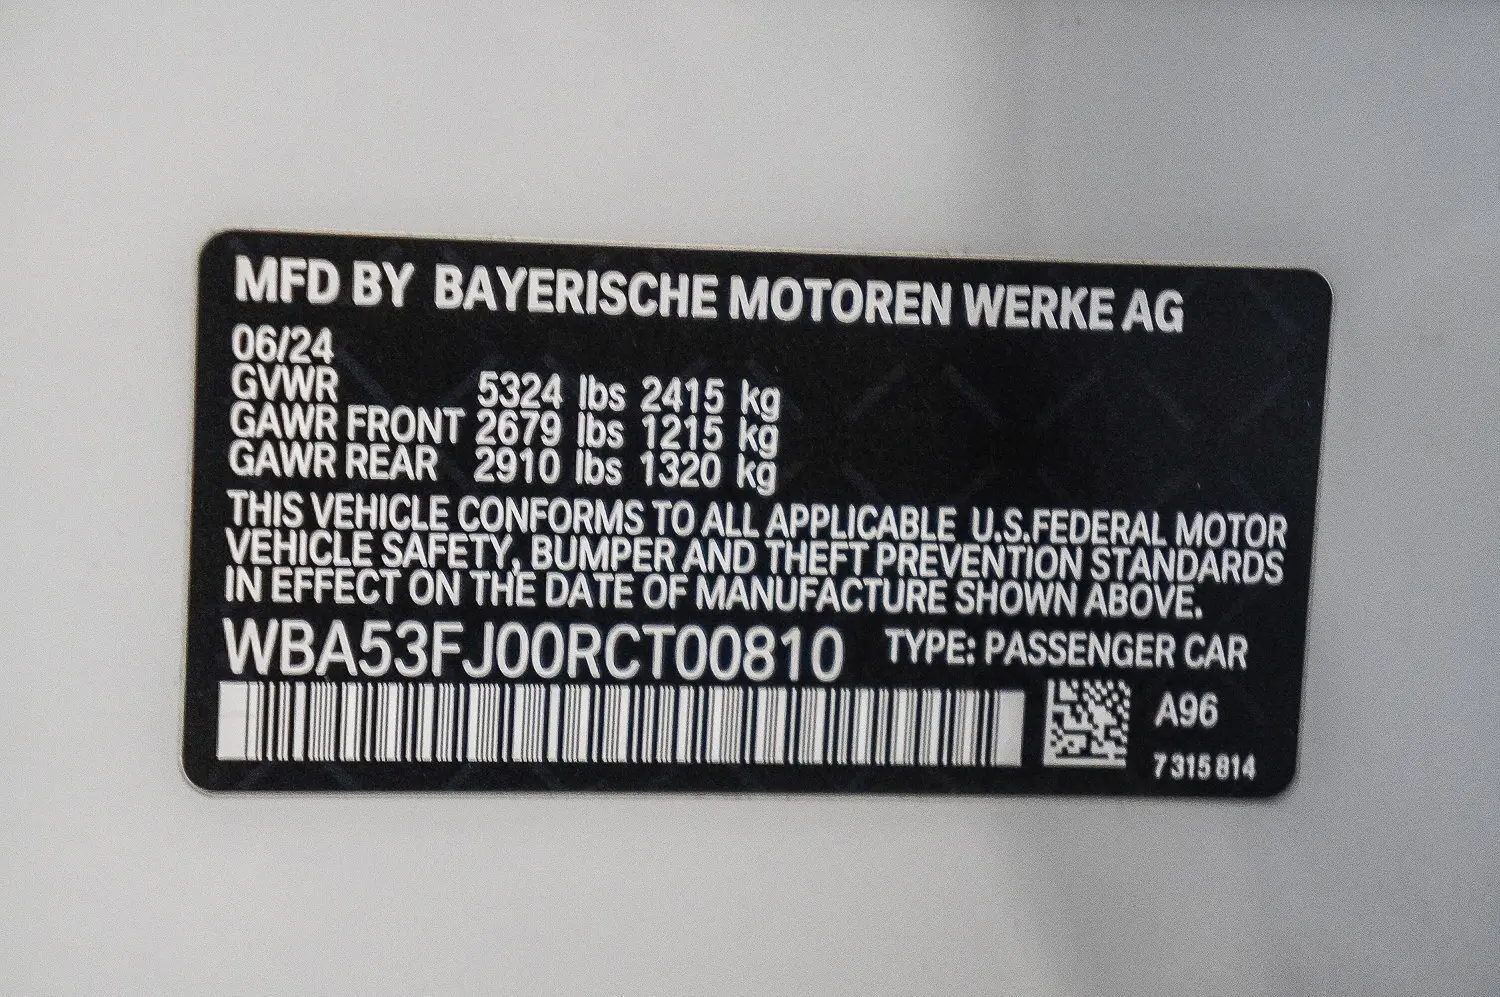 MFD BY BAYERISCHE MOTOREN WERKE AG
06/24
GVWR 5324 lbs 2415 kg
GAWR FRONT 2679 lbs 1215 kg
GAWR REAR 2910 lbs 1320 kg
THIS VEHICLE CONFORMS TO ALL APPLICABLE U.S.FEDERAL MOTOR
VEHICLE SAFETY, BUMPER AND THEFT PREVENTION STANDARDS
IN EFFECT ON THE DATE OF MANUFACTURE SHOWN ABOVE.
WBA53FJ00RCT00810 TYPE: PASSENGER CAR
A96
7 315 814